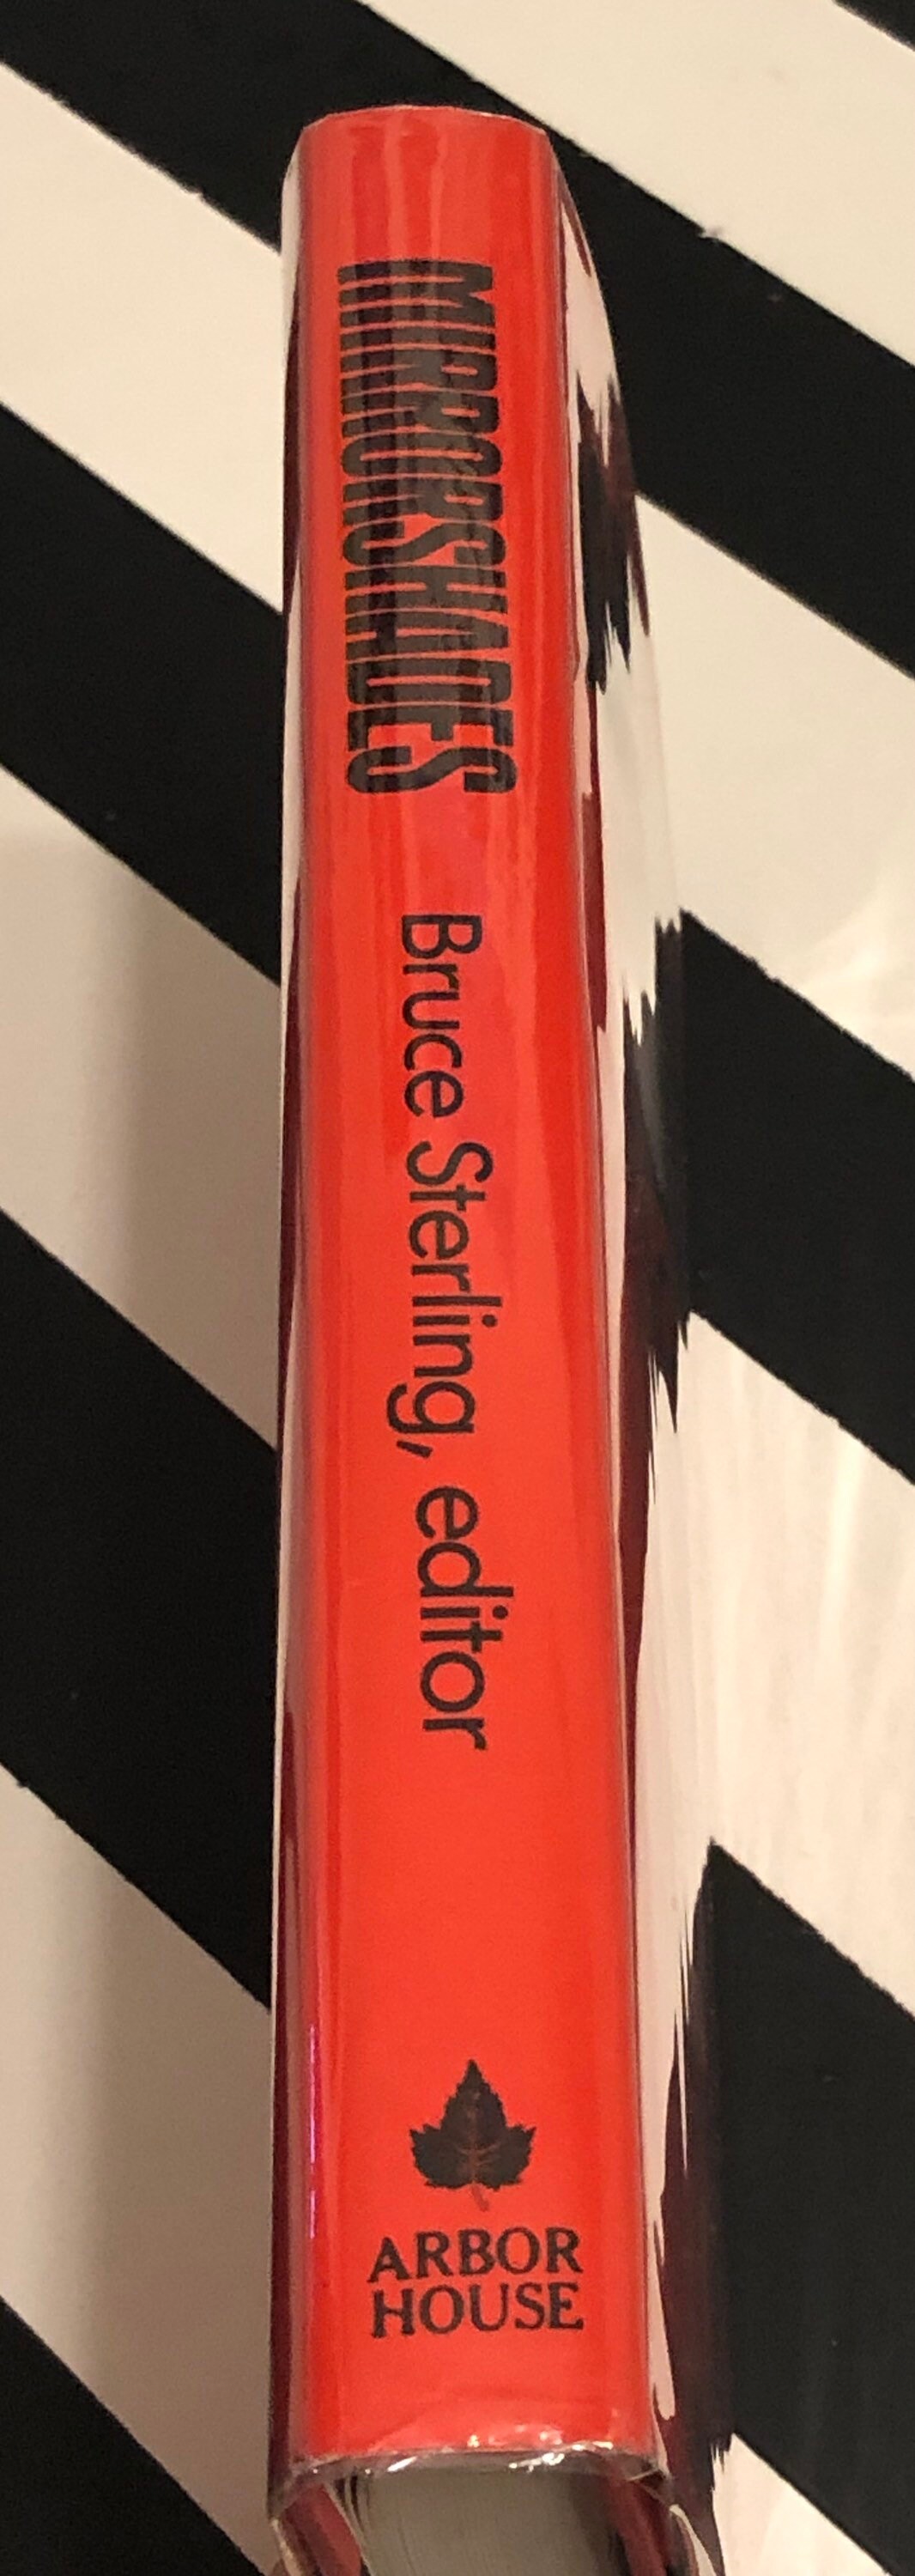 MIRRORSHADES
Bruce Sterling, editor
ARBOR
HOUSE